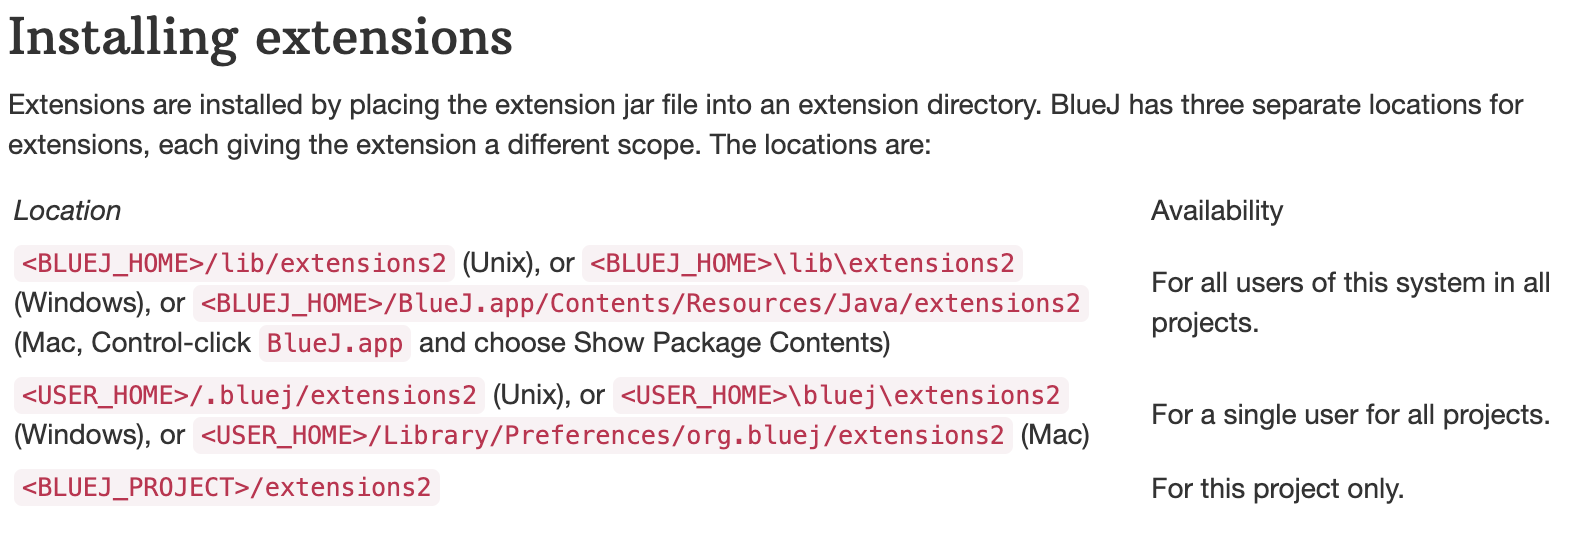 Installing extensions
Extensions are installed by placing the extension jar file into an extension directory. BlueJ has three separate locations for
extensions, each giving the extension a different scope. The locations are:
Location
Availability
<BLUEJ_HOME>/lib/extensions2 (Unix), or <BLUEJ_HOME>\lib\extensions2
(Windows), or <BLUEJ_HOME>/BlueJ.app/Contents/Resources/Java/extensions2
(Mac, Control-click BlueJ.app and choose Show Package Contents)
For all users of this system in all
projects.
<USER_HOME>/.bluej/extensions2 (Unix), or <USER_HOME>\bluej\extensions2
(Windows), or <USER_HOME>/Library/Preferences/org.bluej/extensions2 (Mac)
For a single user for all projects.
<BLUEJ_PROJECT>/extensions2
For this project only.